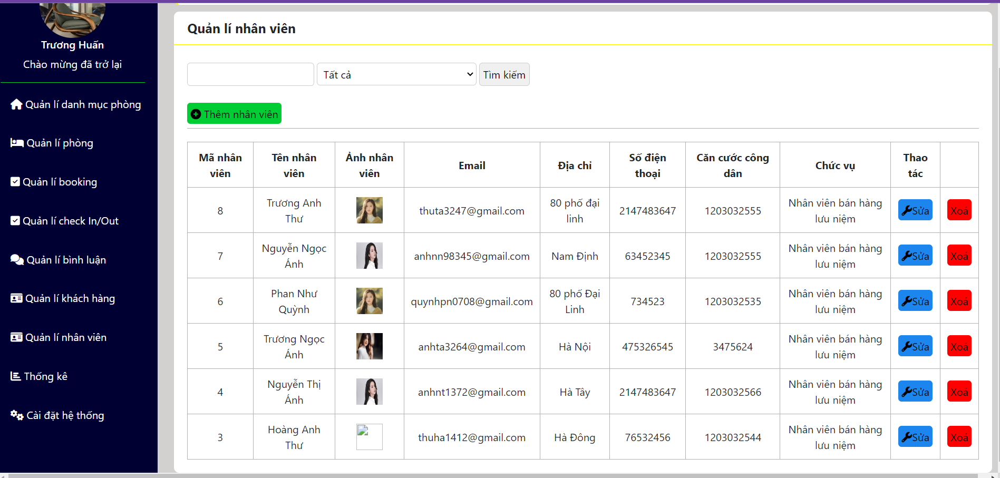 Trương Huấn
Chào mừng đã trở lại
Quản lí danh mục phòng
Quản lí phòng
Quản lí booking
Quản lí check In/Out
Quản lí bình luận
Quản lí khách hàng
Quản lí nhân viên
Thống kê
Cài đặt hệ thống
Quản lí nhân viên
Tất cả
Tìm kiếm
Thêm nhân viên
Mã nhân viên Tên nhân viên Ảnh nhân viên Email Địa chỉ Số điện thoại Căn cước công dân Chức vụ Thao tác
8 Trương Anh Thư thuta3247@gmail.com 80 phố đại linh 2147483647 1203032555 Nhân viên bán hàng lưu niệm Sửa Xoá
7 Nguyễn Ngọc Ánh anhnn98345@gmail.com Nam Định 63452345 1203032555 Nhân viên bán hàng lưu niệm Sửa Xoá
6 Phan Như Quỳnh quynhpn0708@gmail.com 80 phố Đại Linh 734523 1203032535 Nhân viên bán hàng lưu niệm Sửa Xoá
5 Trương Ngọc Ánh anhta3264@gmail.com Hà Nội 475326545 3475624 Nhân viên bán hàng lưu niệm Sửa Xoá
4 Nguyễn Thị Ánh anhnt1372@gmail.com Hà Tây 2147483647 1203032566 Nhân viên bán hàng lưu niệm Sửa Xoá
3 Hoàng Anh Thư thuha1412@gmail.com Hà Đông 76532456 1203032544 Nhân viên bán hàng lưu niệm Sửa Xoá